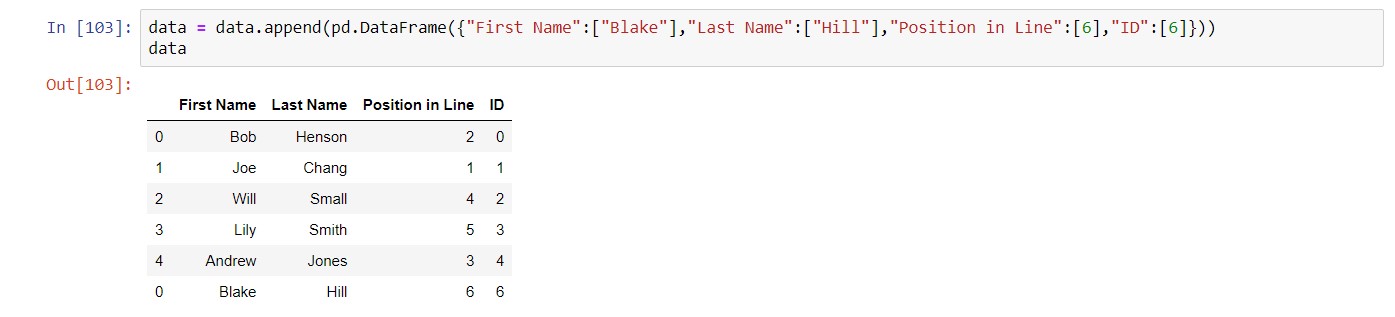 In [103]: data = data.append(pd.DataFrame({"First Name":["Blake"],"Last Name":["Hill"],"Position in Line":[6],"ID":[6]}))
data
Out[103]:
First Name Last Name Position in Line ID
0 Bob Henson 2 0
1 Joe Chang 1 1
2 Will Small 4 2
3 Lily Smith 5 3
4 Andrew Jones 3 4
0 Blake Hill 6 6